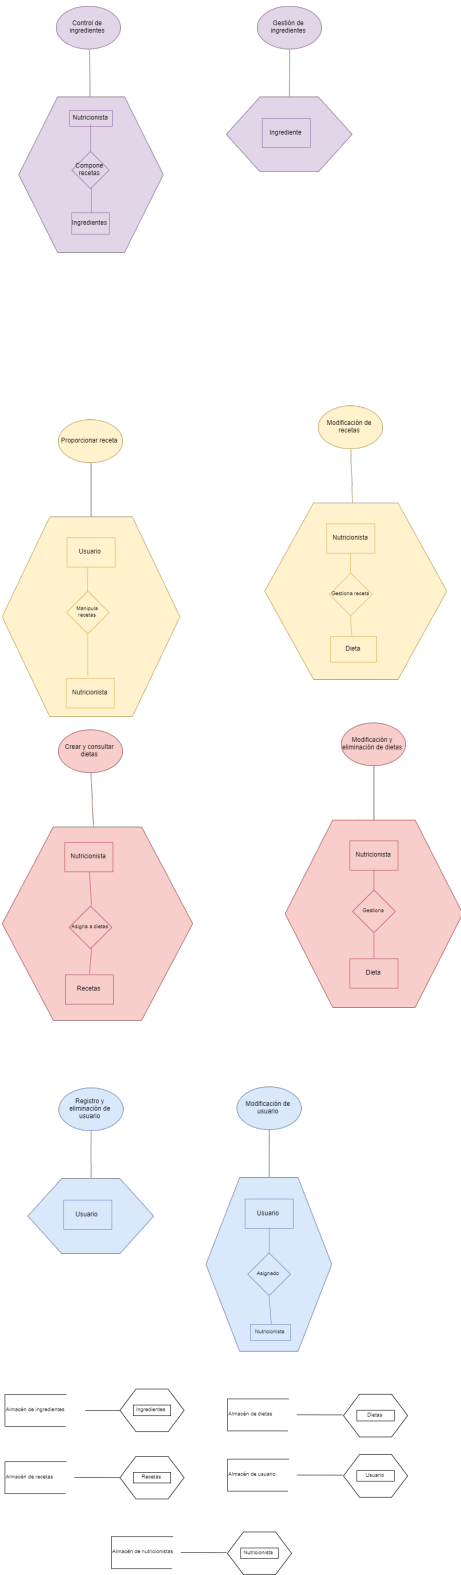 Control de
ingredientes
Gestión de
ingredientes
Nutricionista
Ingrediente
Compone
recetas
Ingredientes
Proporcionar receta
Modificación de
recetas
Usuario
Nutricionista
Manipula
recetas
Gestiona receta
Dieta
Nutricionista
Crear y consultar
dietas
Modificación y
eliminación de dietas
Nutricionista
Nutricionista
Asigna a dietas
Gestiona
Recetas
Dieta
Registro y
eliminación de
usuario
Modificación de
usuario
Usuario
Usuario
Asignado
Nutricionista
Almacén de ingredientes
Ingredientes
Almacén de dietas
Dietas
Almacén de recetas
Recetas
Almacén de usuario
Usuario
Almacén de nutricionistas
Nutricionista